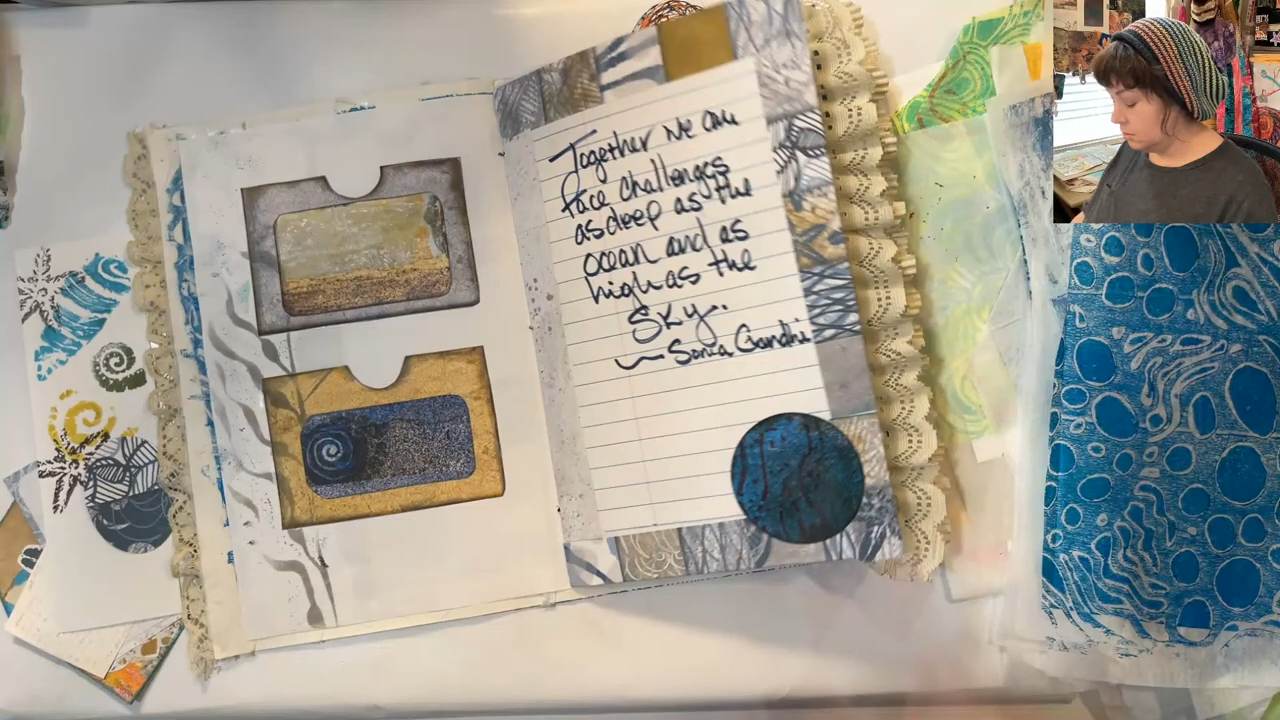 Together we can
face challenges
as deep as the
ocean and as
high as the
Sky.
~ Sonia Gandhi